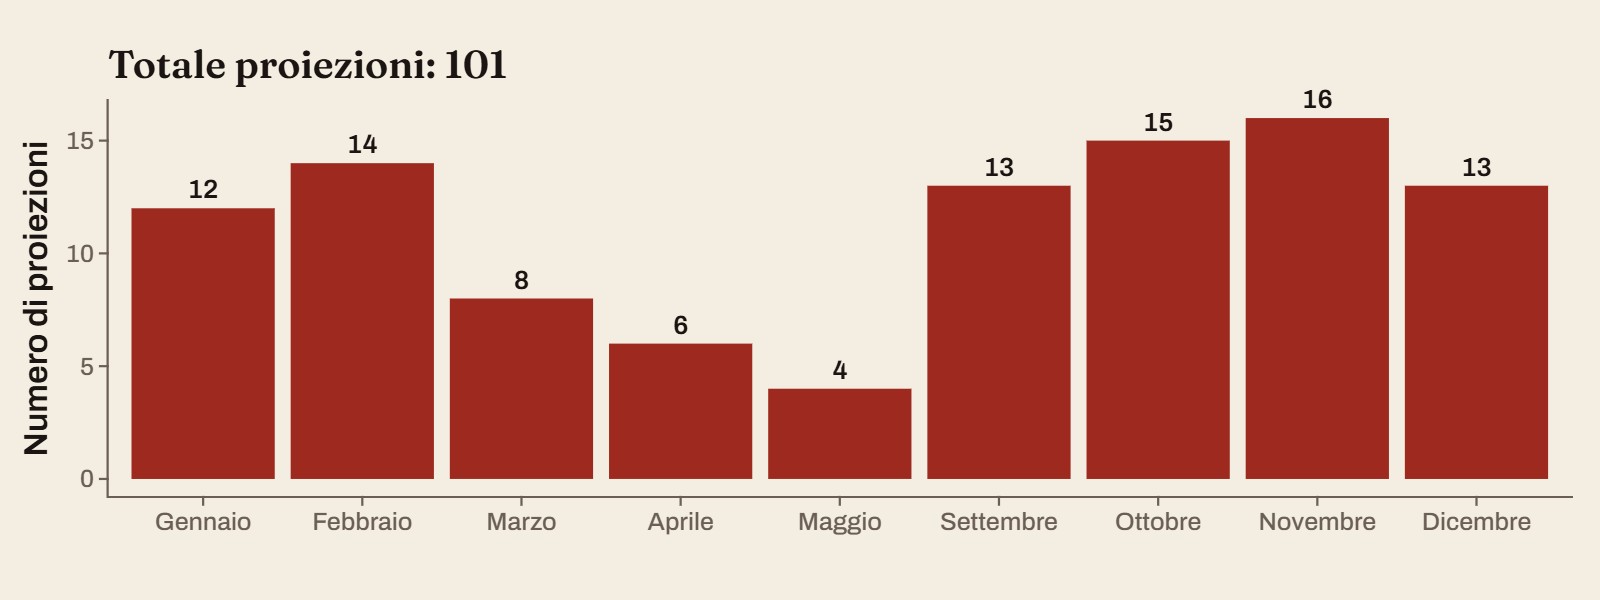 Totale proiezioni: 101
Numero di proiezioni
15
10
5
0
12
14
8
6
4
13
15
16
13
Gennaio
Febbraio
Marzo
Aprile
Maggio
Settembre
Ottobre
Novembre
Dicembre